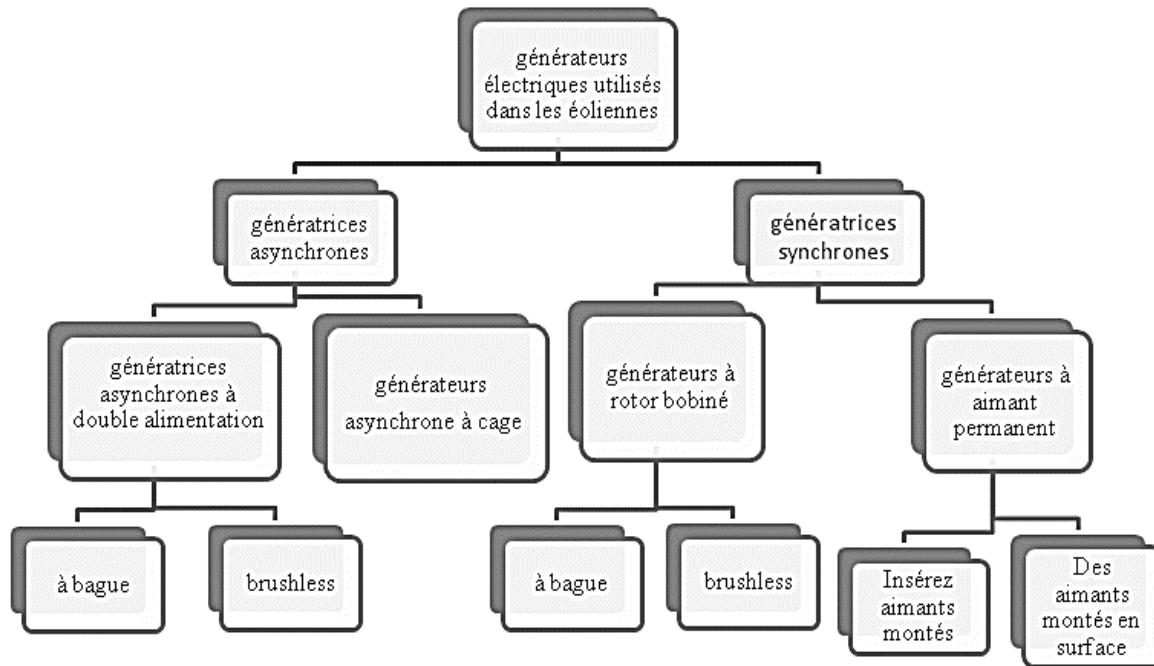 générateurs
électriques utilisés
dans les éoliennes
génératrices
asynchrones
génératrices
synchrones
génératrices
asynchrones à
double alimentation
générateurs
asynchrone à cage
générateurs à
rotor bobiné
générateurs à
aimant
permanent
à bague
brushless
à bague
brushless
Insérez
aimants
montés
Des
aimants
montés en
surface